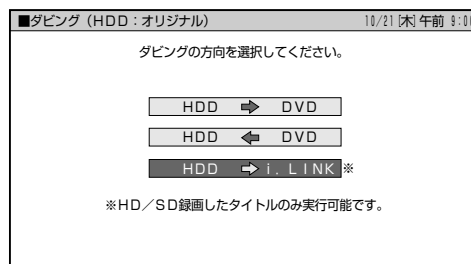 ■ダビング（HDD：オリジナル） 10/21[木]午前 9:0
ダビングの方向を選択してください。
HDD ➡ DVD
HDD ⬅ DVD
HDD ⇨ i．LINK ※
※HD／SD録画したタイトルのみ実行可能です。